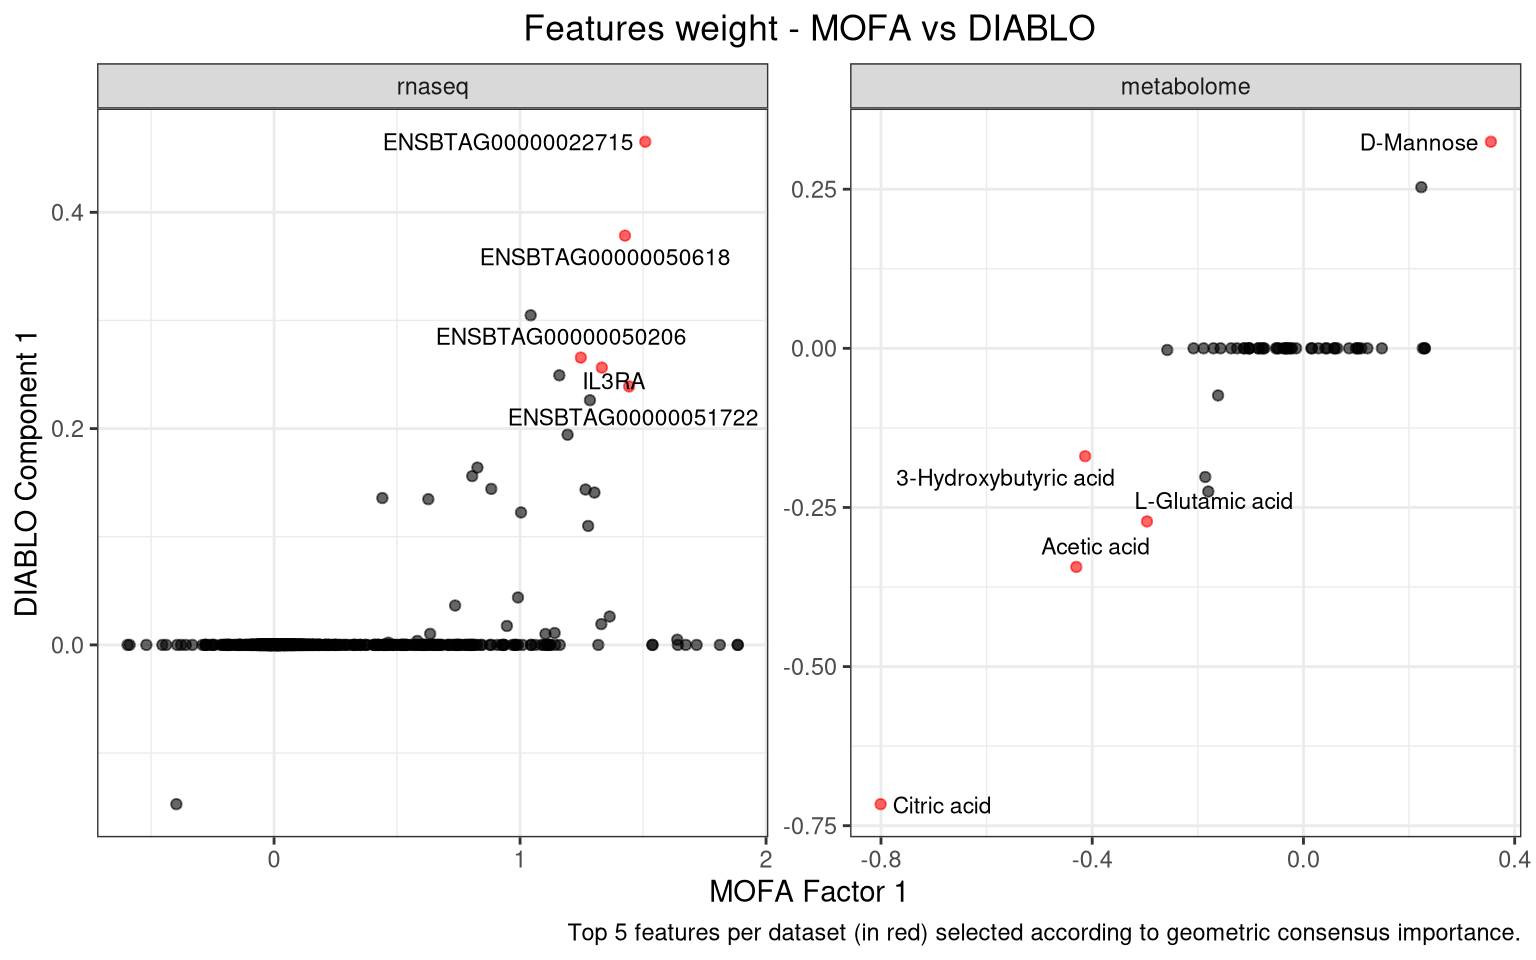 Features weight - MOFA vs DIABLO
rnaseq
metabolome
DIABLO Component 1
0.4
0.2
0.0
ENSBTAG00000022715
ENSBTAG00000050618
ENSBTAG00000050206
IL3RA
ENSBTAG00000051722
0
1
2
0.25
0.00
-0.25
-0.50
-0.75
D-Mannose
3-Hydroxybutyric acid
L-Glutamic acid
Acetic acid
Citric acid
-0.8
-0.4
0.0
0.4
MOFA Factor 1
Top 5 features per dataset (in red) selected according to geometric consensus importance.